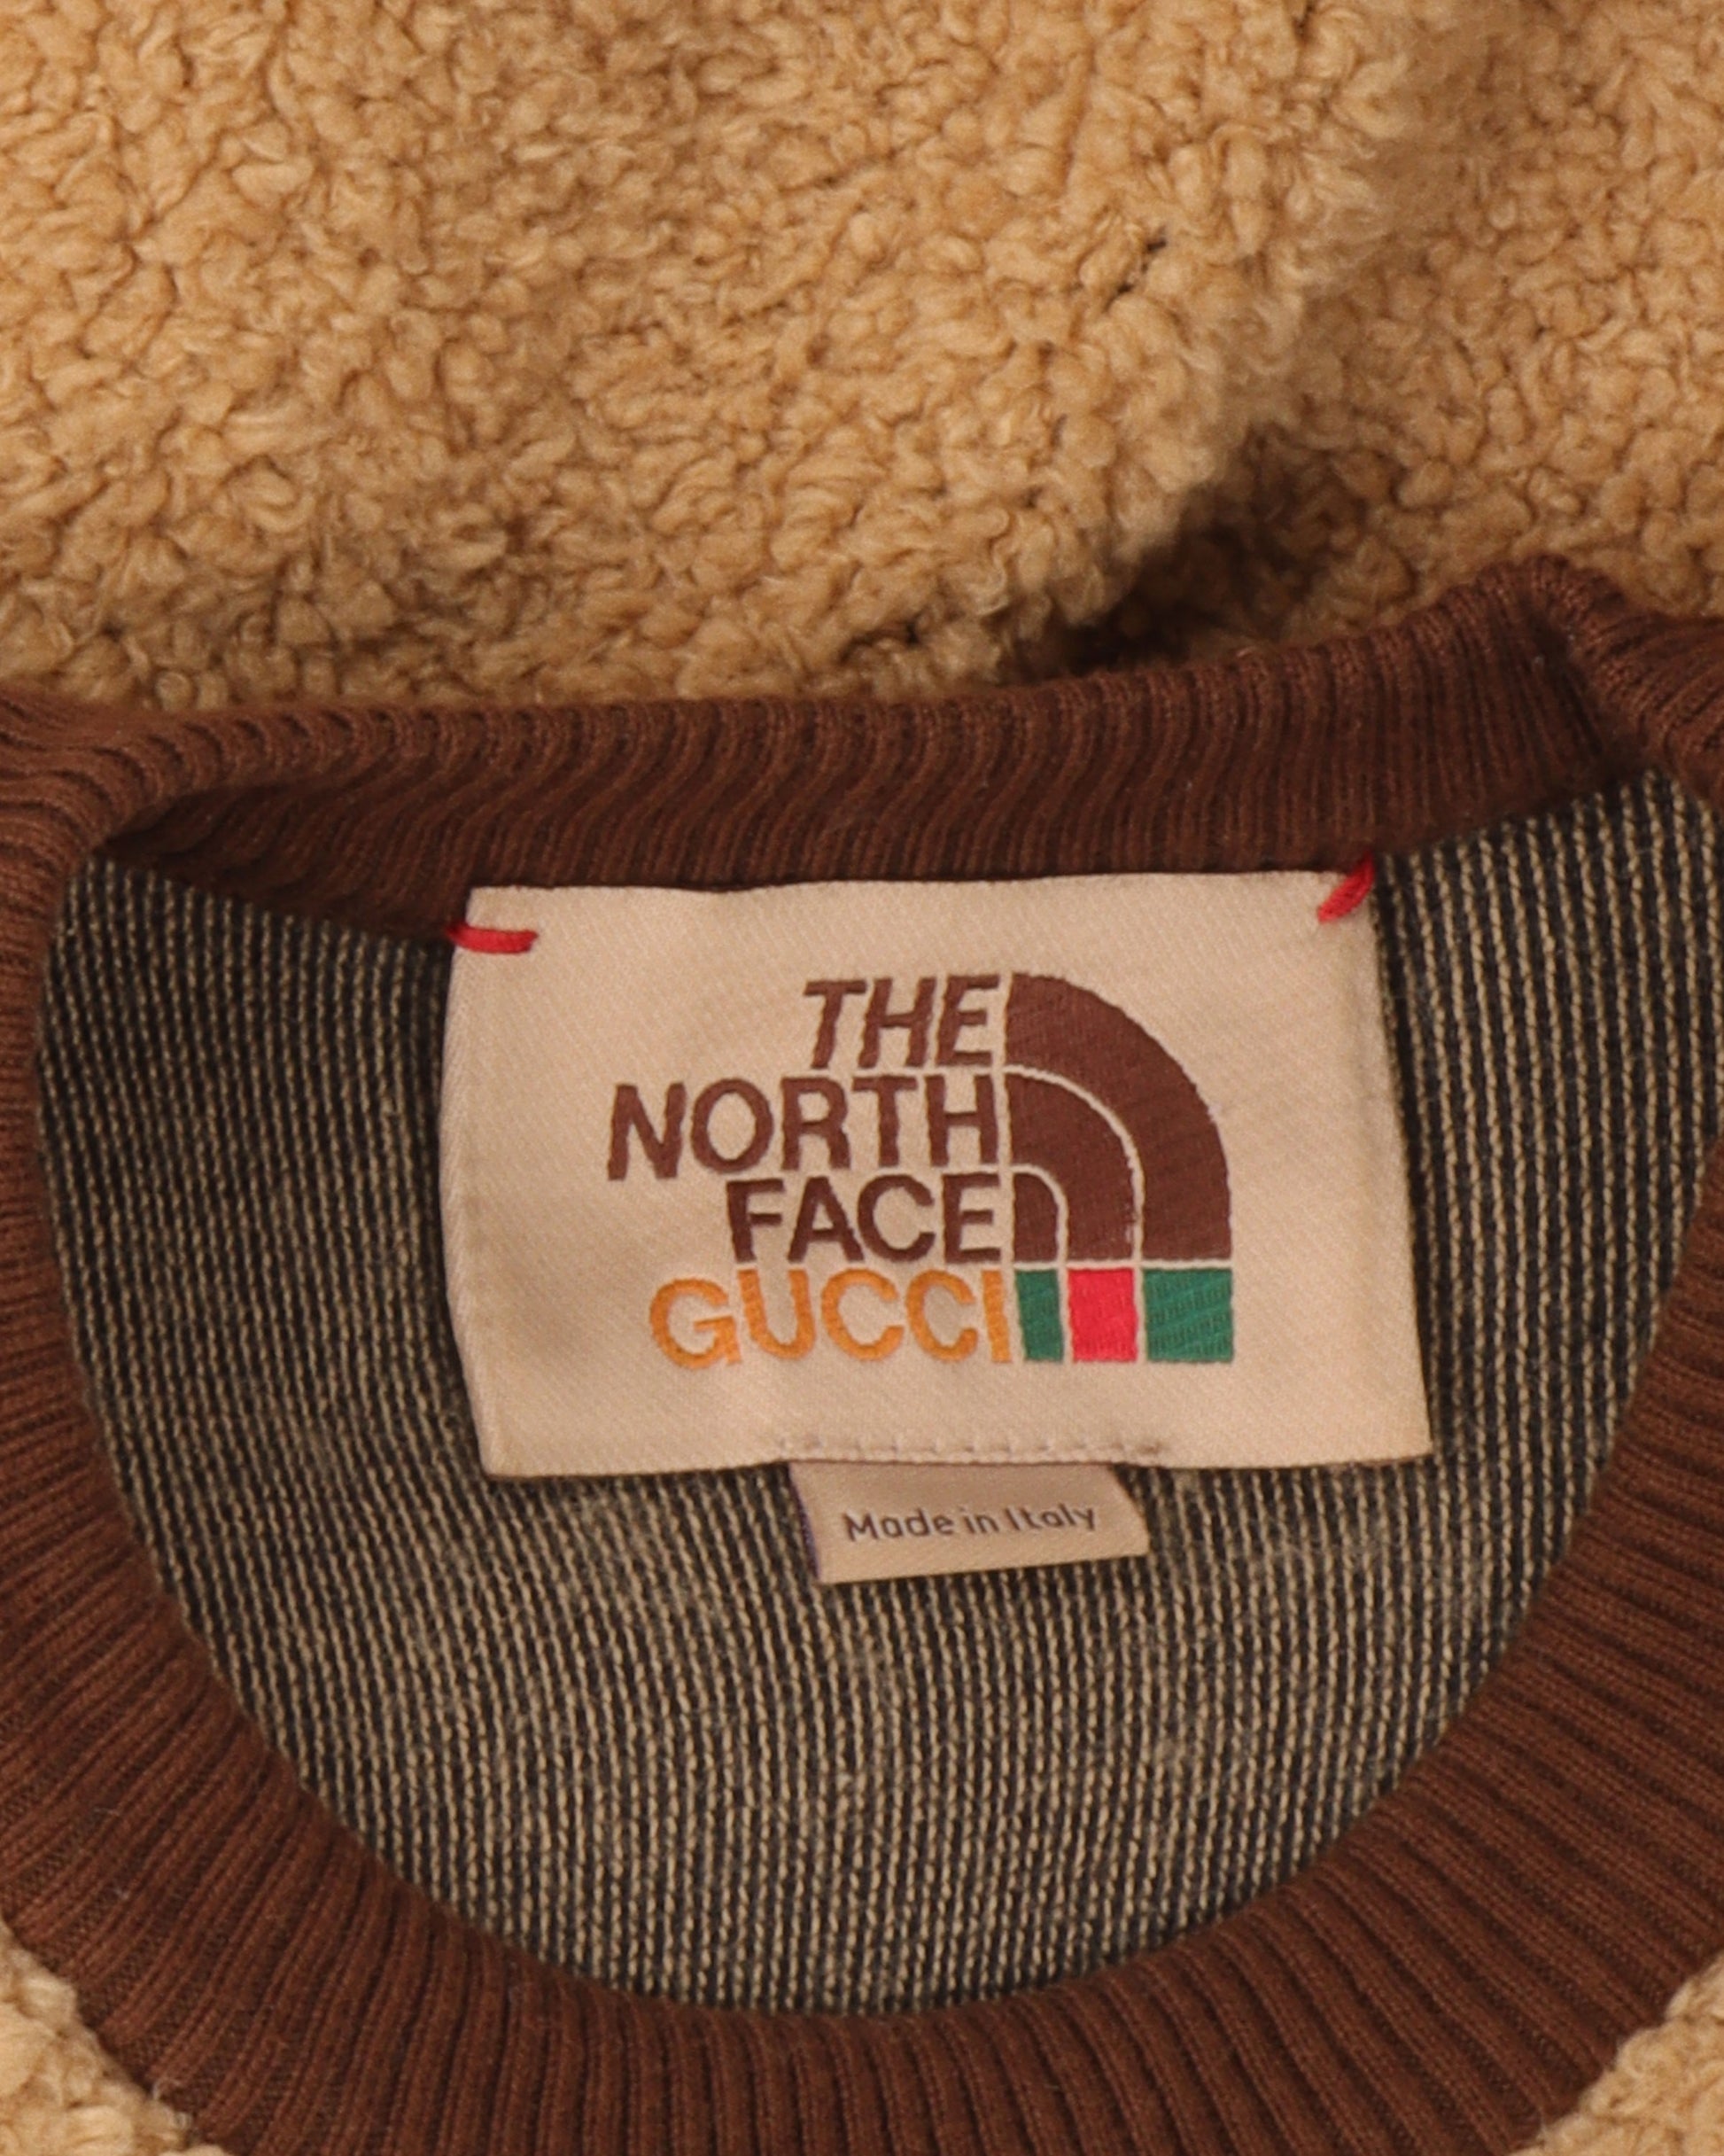 THE
NORTH
FACE
GUCCI
Made in Italy